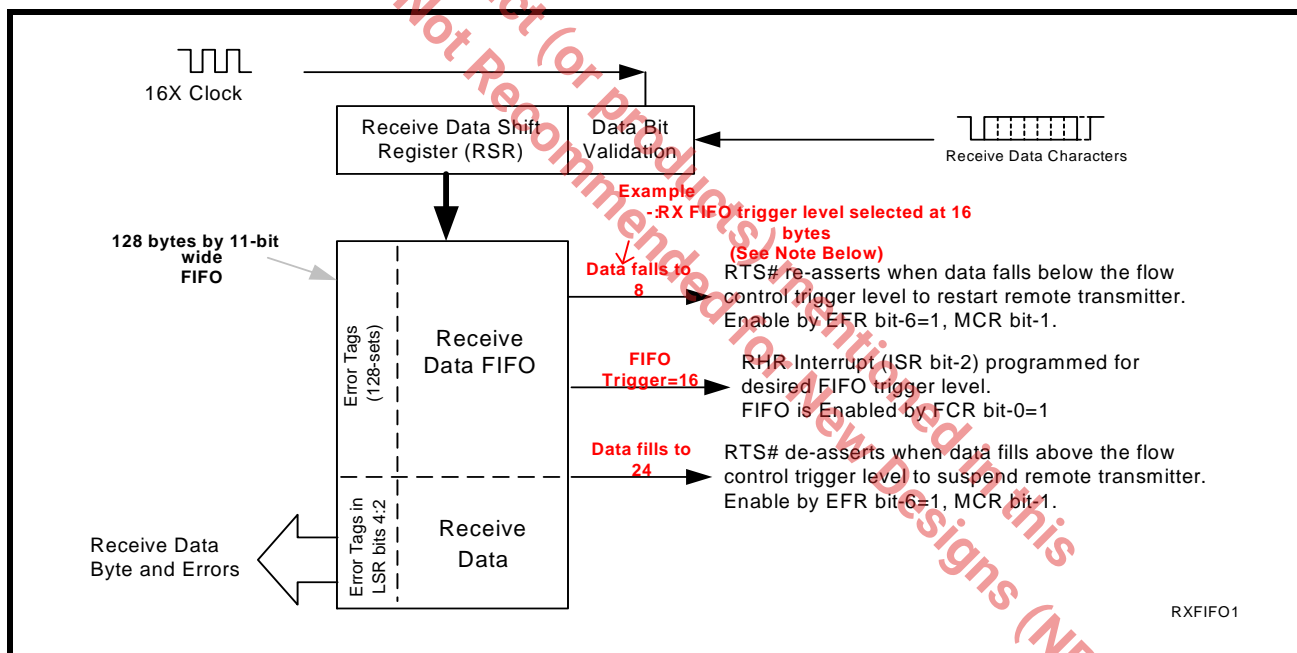 16X Clock
Receive Data Shift
Register (RSR)
Data Bit
Validation
Receive Data Characters
Example
-:RX FIFO trigger level selected at 16
bytes
(See Note Below)
128 bytes by 11-bit
wide
FIFO
Data falls to
8
RTS# re-asserts when data falls below the flow
control trigger level to restart remote transmitter.
Enable by EFR bit-6=1, MCR bit-1.
Error Tags
(128-sets)
Receive
Data FIFO
FIFO
Trigger=16
RHR Interrupt (ISR bit-2) programmed for
desired FIFO trigger level.
FIFO is Enabled by FCR bit-0=1
Data fills to
24
RTS# de-asserts when data fills above the flow
control trigger level to suspend remote transmitter.
Enable by EFR bit-6=1, MCR bit-1.
Error Tags in
LSR bits 4:2
Receive
Data
Receive Data
Byte and Errors
RXFIFO1
(or products) mentioned in this
Not Recommended for New Designs